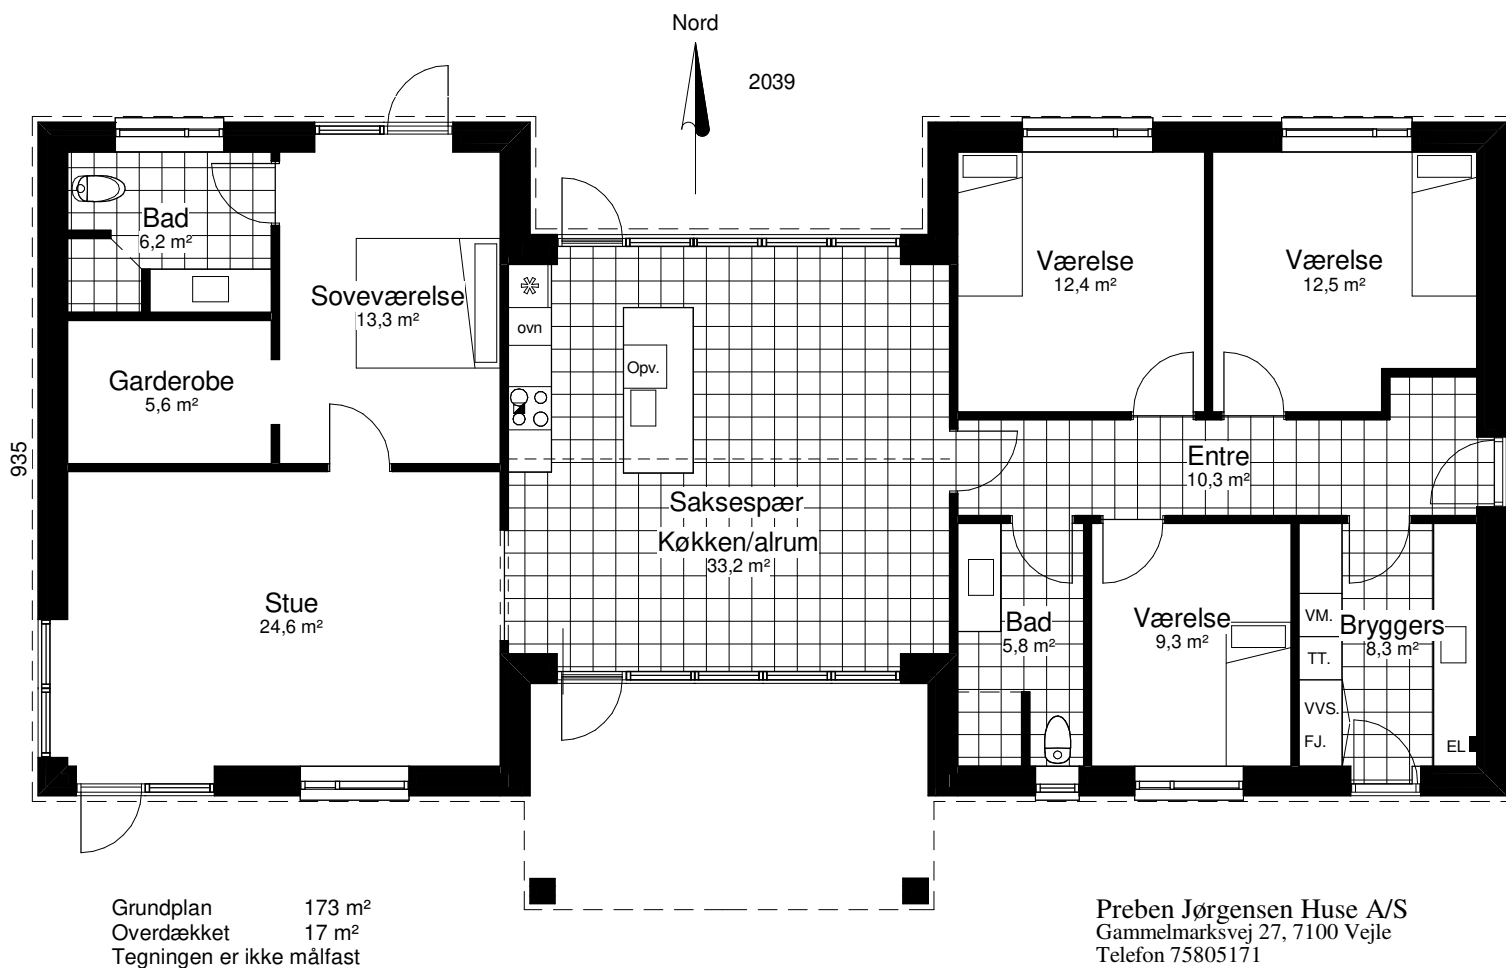 Nord
2039
935
Bad
6,2 m²
Soveværelse
13,3 m²
Garderobe
5,6 m²
Stue
24,6 m²
ovn
Opv.
Saksespær
Køkken/alrum
33,2 m²
Værelse
12,4 m²
Værelse
12,5 m²
Entre
10,3 m²
Bad
5,8 m²
Værelse
9,3 m²
Bryggers
8,3 m²
VM.
TT.
VVS.
FJ.
EL
Grundplan 173 m²
Overdækket 17 m²
Tegningen er ikke målfast
Preben Jørgensen Huse A/S
Gammelmarksvej 27, 7100 Vejle
Telefon 75805171